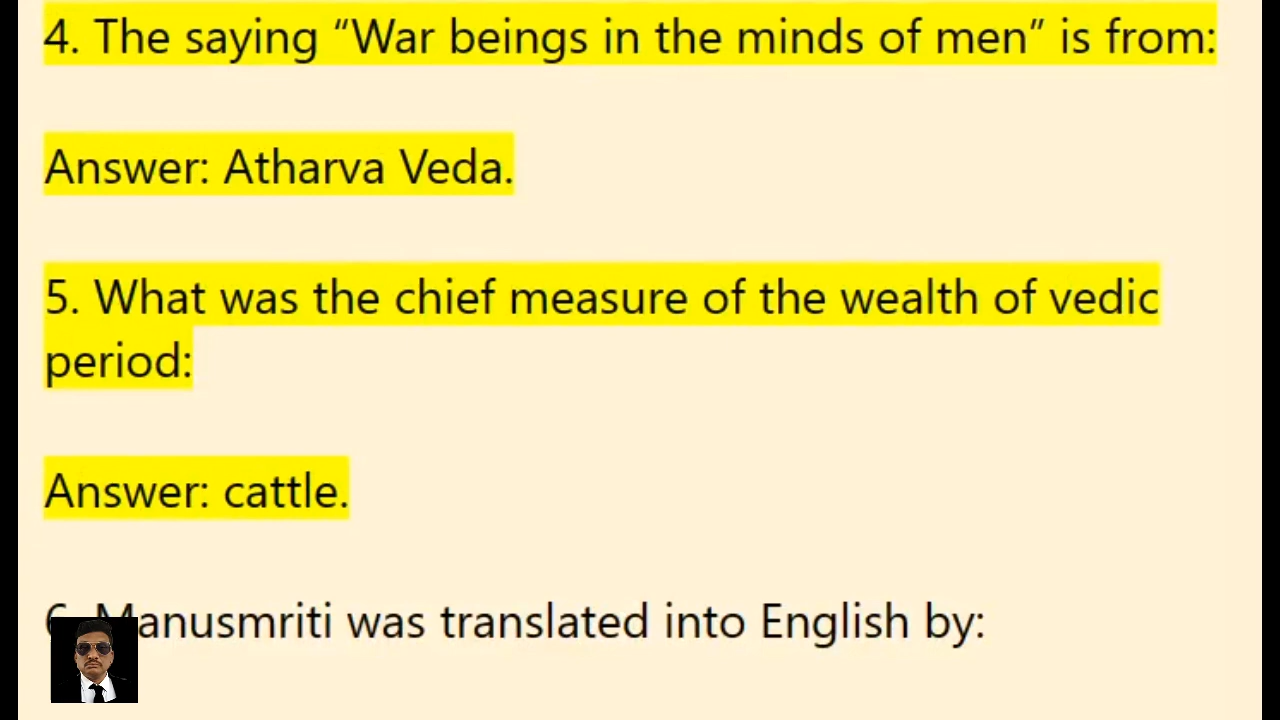 4. The saying “War beings in the minds of men” is from:
Answer: Atharva Veda.
5. What was the chief measure of the wealth of vedic
period:
Answer: cattle.
6. Manusmriti was translated into English by: